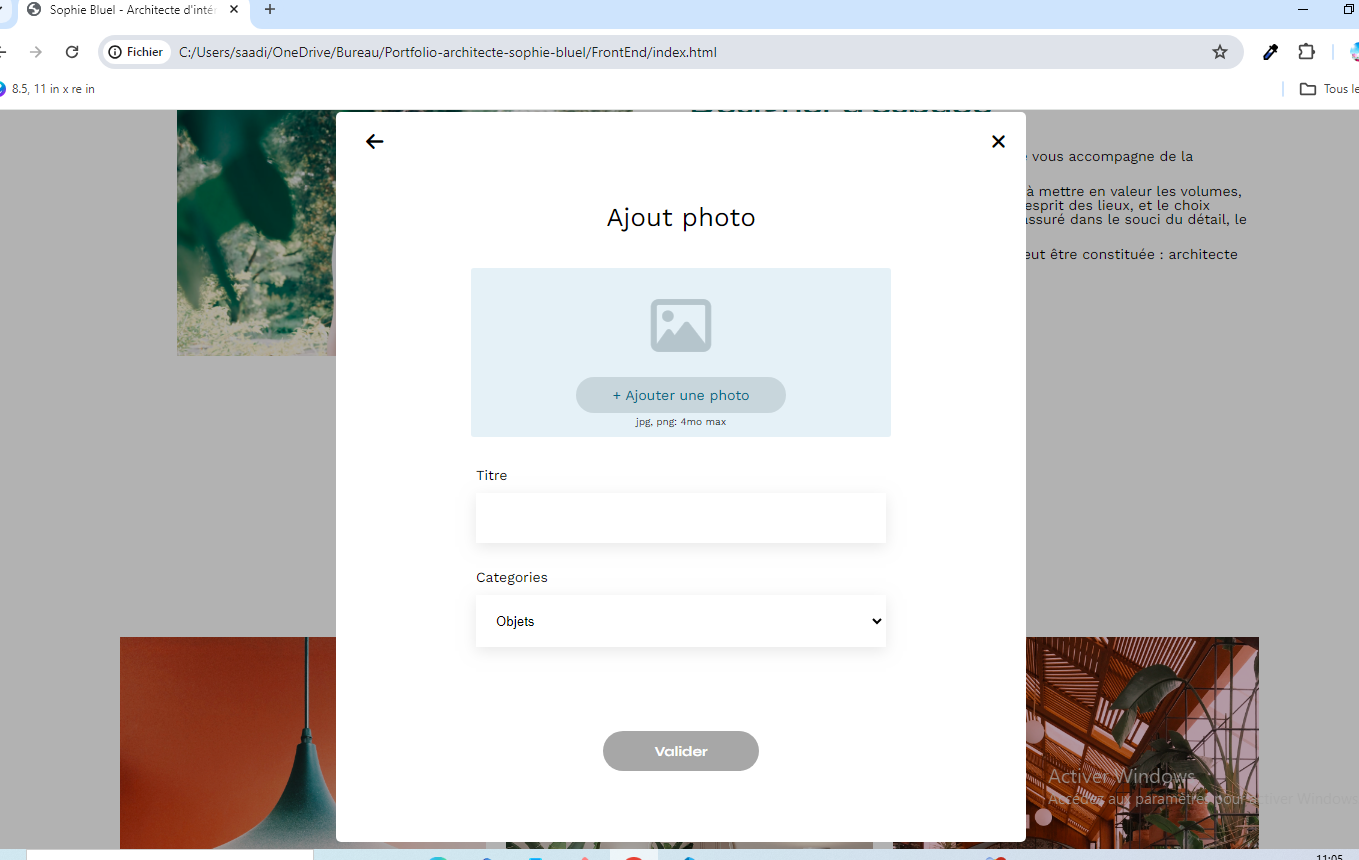 Sophie Bluel - Architecte d'inté
Fichier
C:/Users/saadi/OneDrive/Bureau/Portfolio-architecte-sophie-bluel/FrontEnd/index.html
8.5, 11 in x re in
Tous le
vous accompagne de la
à mettre en valeur les volumes,
esprit des lieux, et le choix
assuré dans le souci du détail, le
eut être constituée : architecte
Ajout photo
+ Ajouter une photo
jpg, png: 4mo max
Titre
Categories
Objets
Valider
Activer Windows
Accédez aux paramètres pour activer Windows
11:05